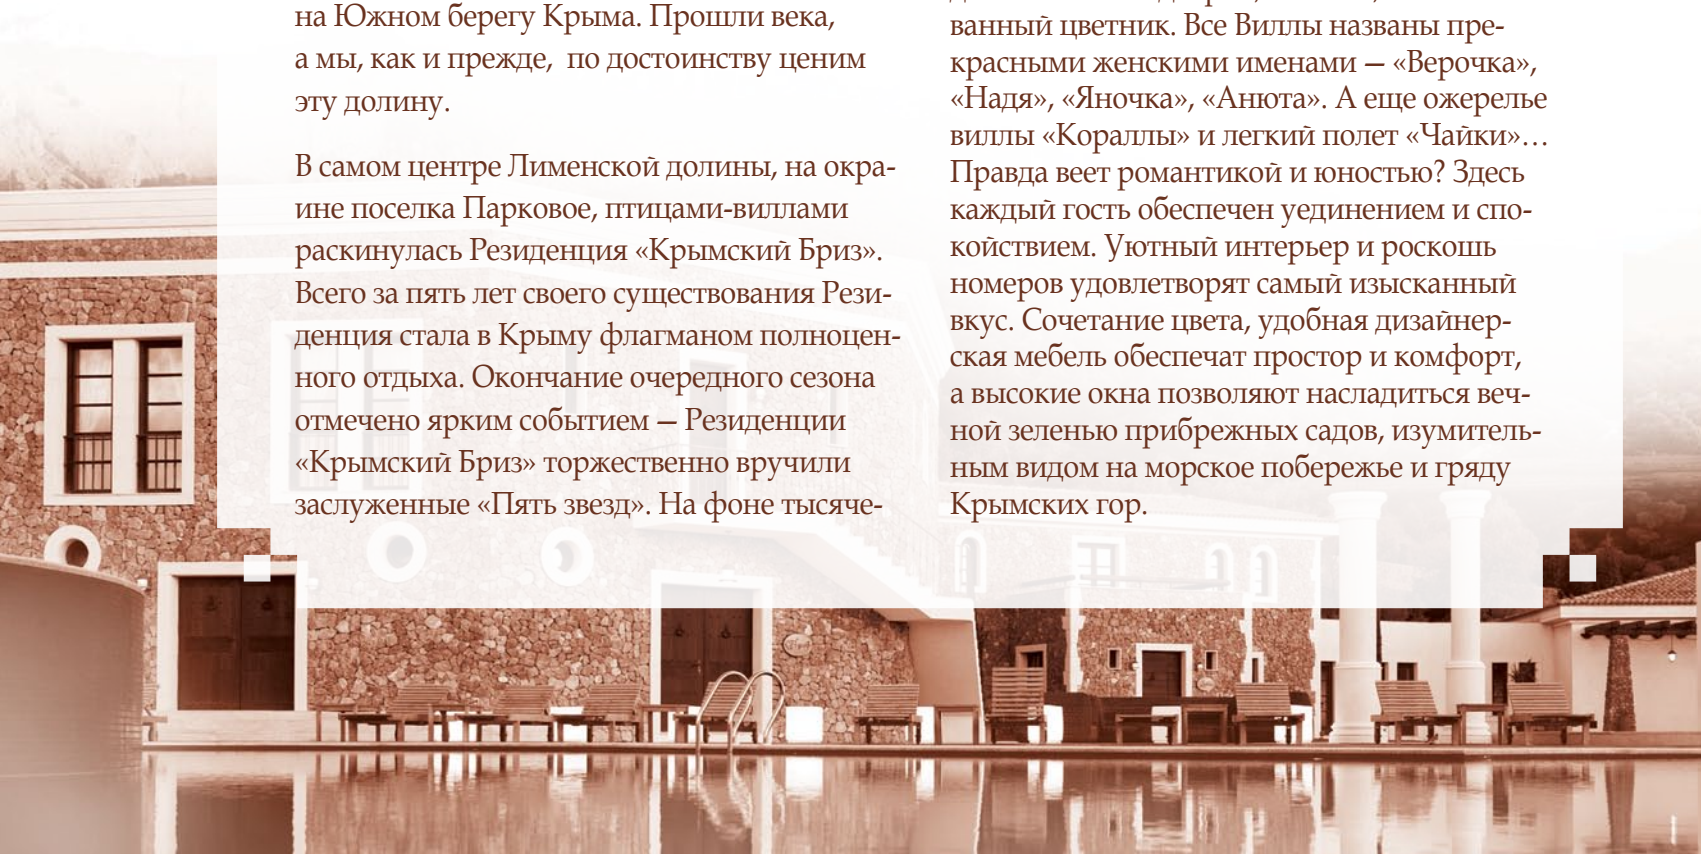 на Южном берегу Крыма. Прошли века,
а мы, как и прежде,  по достоинству ценим
эту долину.
В самом центре Лименской долины, на окра-
ине поселка Парковое, птицами-виллами
раскинулась Резиденция «Крымский Бриз».
Всего за пять лет своего существования Рези-
денция стала в Крыму флагманом полноцен-
ного отдыха. Окончание очередного сезона
отмечено ярким событием — Резиденции
«Крымский Бриз» торжественно вручили
заслуженные «Пять звезд». На фоне тысяче-
ванный цветник. Все Виллы названы пре-
красными женскими именами — «Верочка»,
«Надя», «Яночка», «Анюта». А еще ожерелье
виллы «Кораллы» и легкий полет «Чайки»…
Правда веет романтикой и юностью? Здесь
каждый гость обеспечен уединением и спо-
койствием. Уютный интерьер и роскошь
номеров удовлетворят самый изысканный
вкус. Сочетание цвета, удобная дизайнер-
ская мебель обеспечат простор и комфорт,
а высокие окна позволяют насладиться веч-
ной зеленью прибрежных садов, изумитель-
ным видом на морское побережье и гряду
Крымских гор.